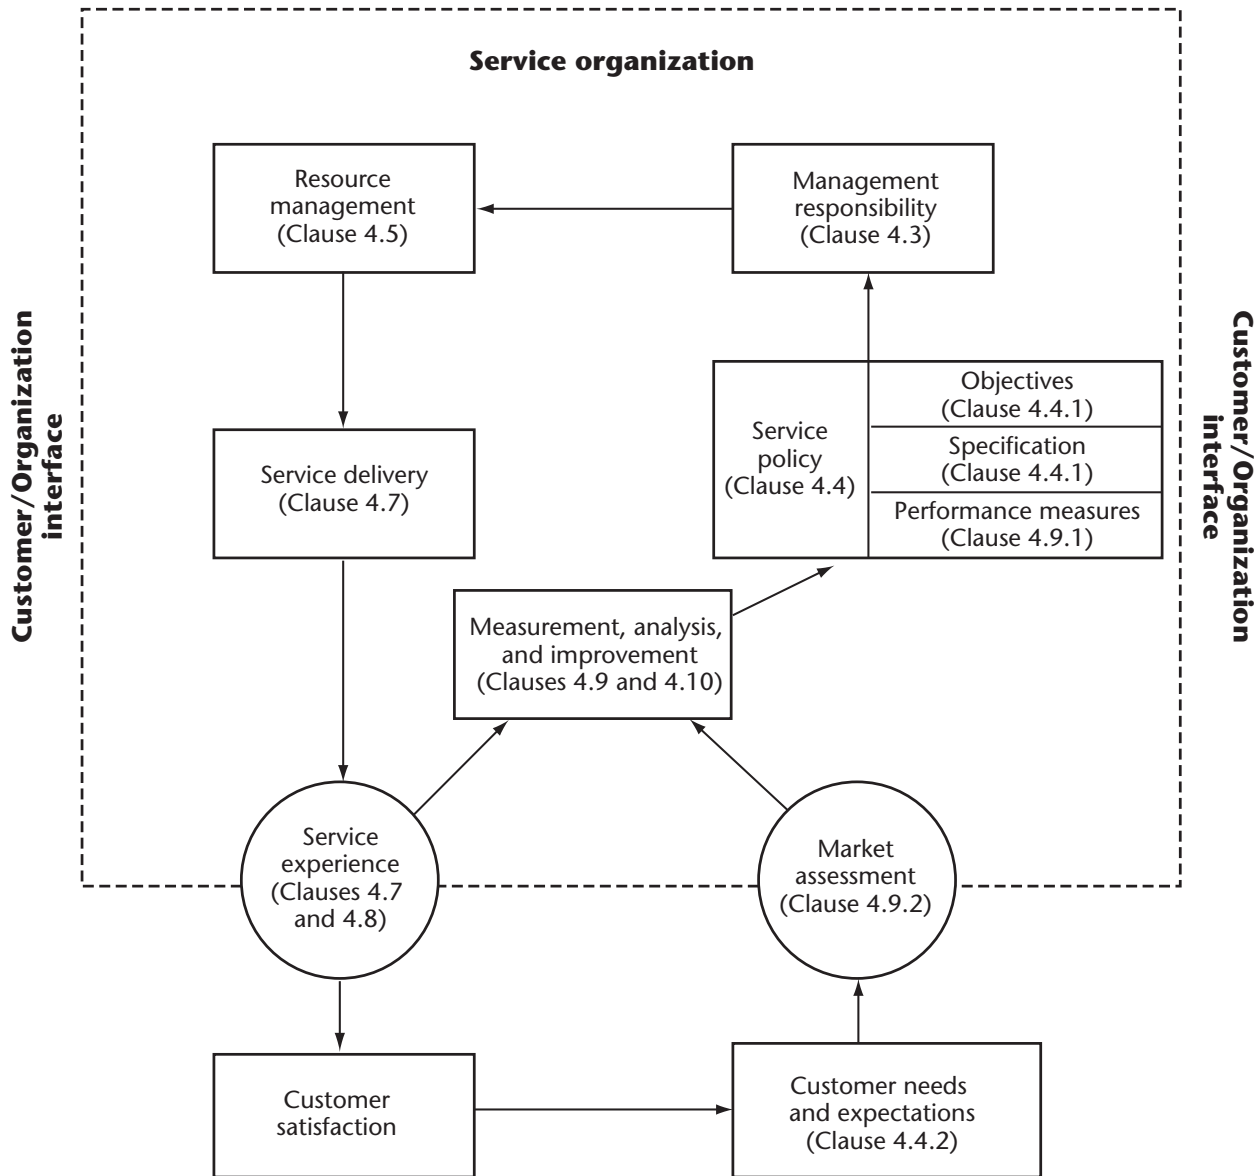 Service organization
Resource
management
(Clause 4.5)
Management
responsibility
(Clause 4.3)
Customer/Organization
interface
Customer/Organization
interface
Service delivery
(Clause 4.7)
Service
policy
(Clause 4.4)
Objectives
(Clause 4.4.1)
Specification
(Clause 4.4.1)
Performance measures
(Clause 4.9.1)
Measurement, analysis,
and improvement
(Clauses 4.9 and 4.10)
Service
experience
(Clauses 4.7
and 4.8)
Market
assessment
(Clause 4.9.2)
Customer
satisfaction
Customer needs
and expectations
(Clause 4.4.2)